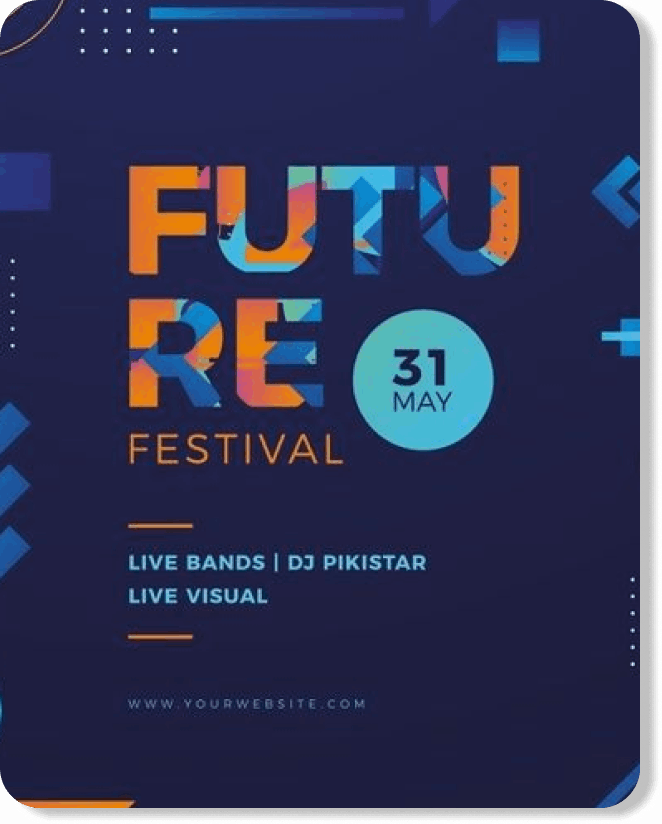 FUTU
RE
31
MAY
FESTIVAL
LIVE BANDS | DJ PIKISTAR
LIVE VISUAL
WWW.YOURWEBSITE.COM